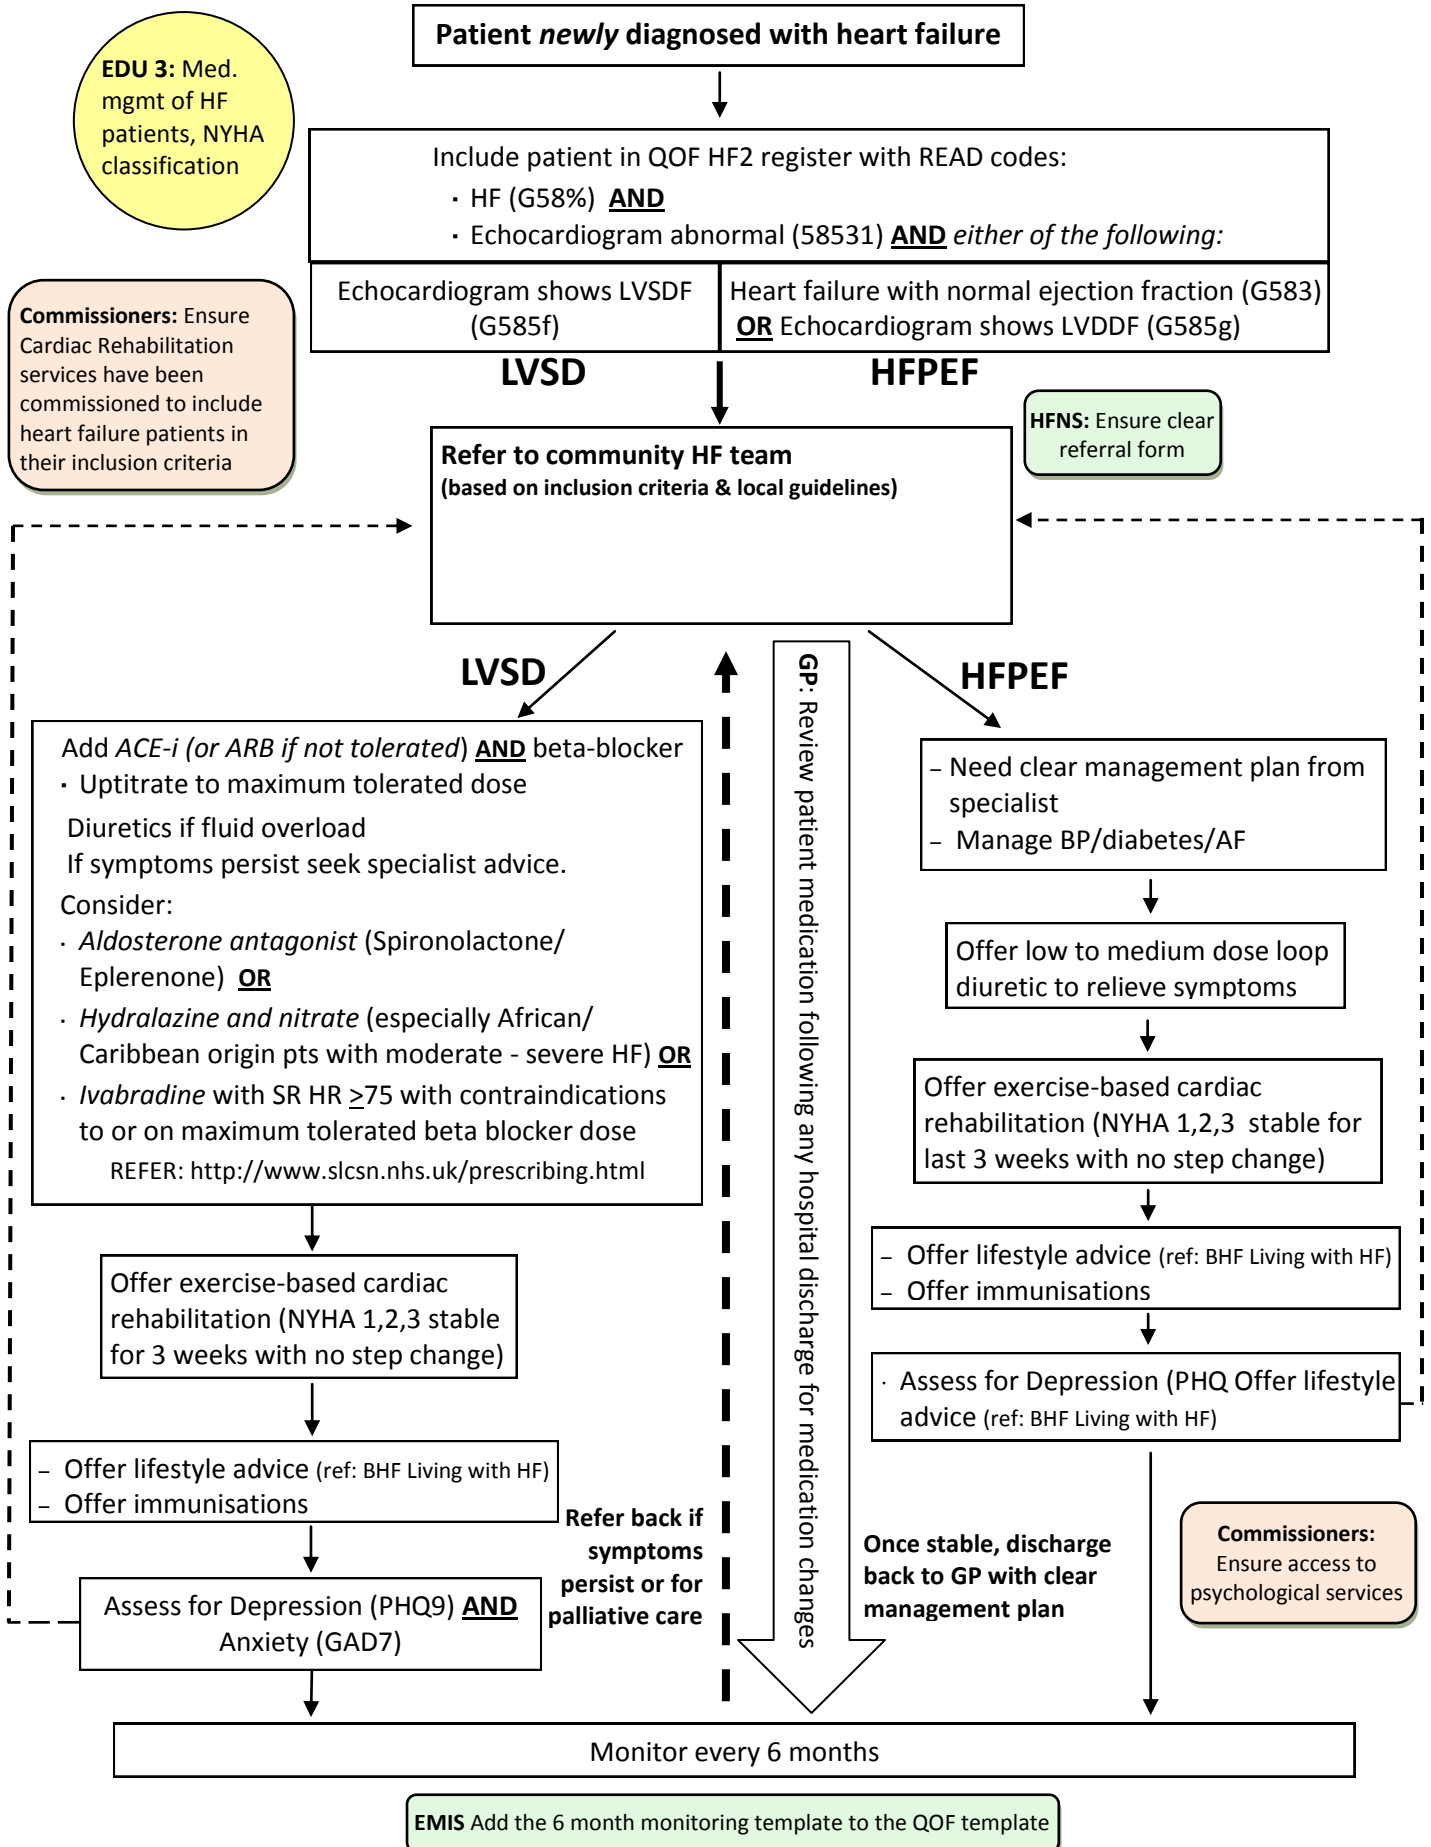 Patient newly diagnosed with heart failure
EDU 3: Med.
mgmt of HF
patients, NYHA
classification
Include patient in QOF HF2 register with READ codes:
· HF (G58%) AND
· Echocardiogram abnormal (58531) AND either of the following:
Echocardiogram shows LVSDF
(G585f)
Heart failure with normal ejection fraction (G583)
OR Echocardiogram shows LVDDF (G585g)
Commissioners: Ensure
Cardiac Rehabilitation
services have been
commissioned to include
heart failure patients in
their inclusion criteria
LVSD
HFPEF
HFNS: Ensure clear
referral form
Refer to community HF team
(based on inclusion criteria & local guidelines)
LVSD
HFPEF
Add ACE-i (or ARB if not tolerated) AND beta-blocker
· Uptitrate to maximum tolerated dose
Diuretics if fluid overload
If symptoms persist seek specialist advice.
Consider:
· Aldosterone antagonist (Spironolactone/
Eplerenone) OR
· Hydralazine and nitrate (especially African/
Caribbean origin pts with moderate - severe HF) OR
· Ivabradine with SR HR >75 with contraindications
to or on maximum tolerated beta blocker dose
REFER: http://www.slcsn.nhs.uk/prescribing.html
Offer exercise-based cardiac
rehabilitation (NYHA 1,2,3 stable
for 3 weeks with no step change)
– Offer lifestyle advice (ref: BHF Living with HF)
– Offer immunisations
Assess for Depression (PHQ9) AND
Anxiety (GAD7)
Refer back if
symptoms
persist or for
palliative care
GP: Review patient medication following any hospital discharge for medication changes
– Need clear management plan from
specialist
– Manage BP/diabetes/AF
Offer low to medium dose loop
diuretic to relieve symptoms
Offer exercise-based cardiac
rehabilitation (NYHA 1,2,3 stable for
last 3 weeks with no step change)
– Offer lifestyle advice (ref: BHF Living with HF)
– Offer immunisations
· Assess for Depression (PHQ Offer lifestyle
advice (ref: BHF Living with HF)
Once stable, discharge
back to GP with clear
management plan
Commissioners:
Ensure access to
psychological services
Monitor every 6 months
EMIS Add the 6 month monitoring template to the QOF template